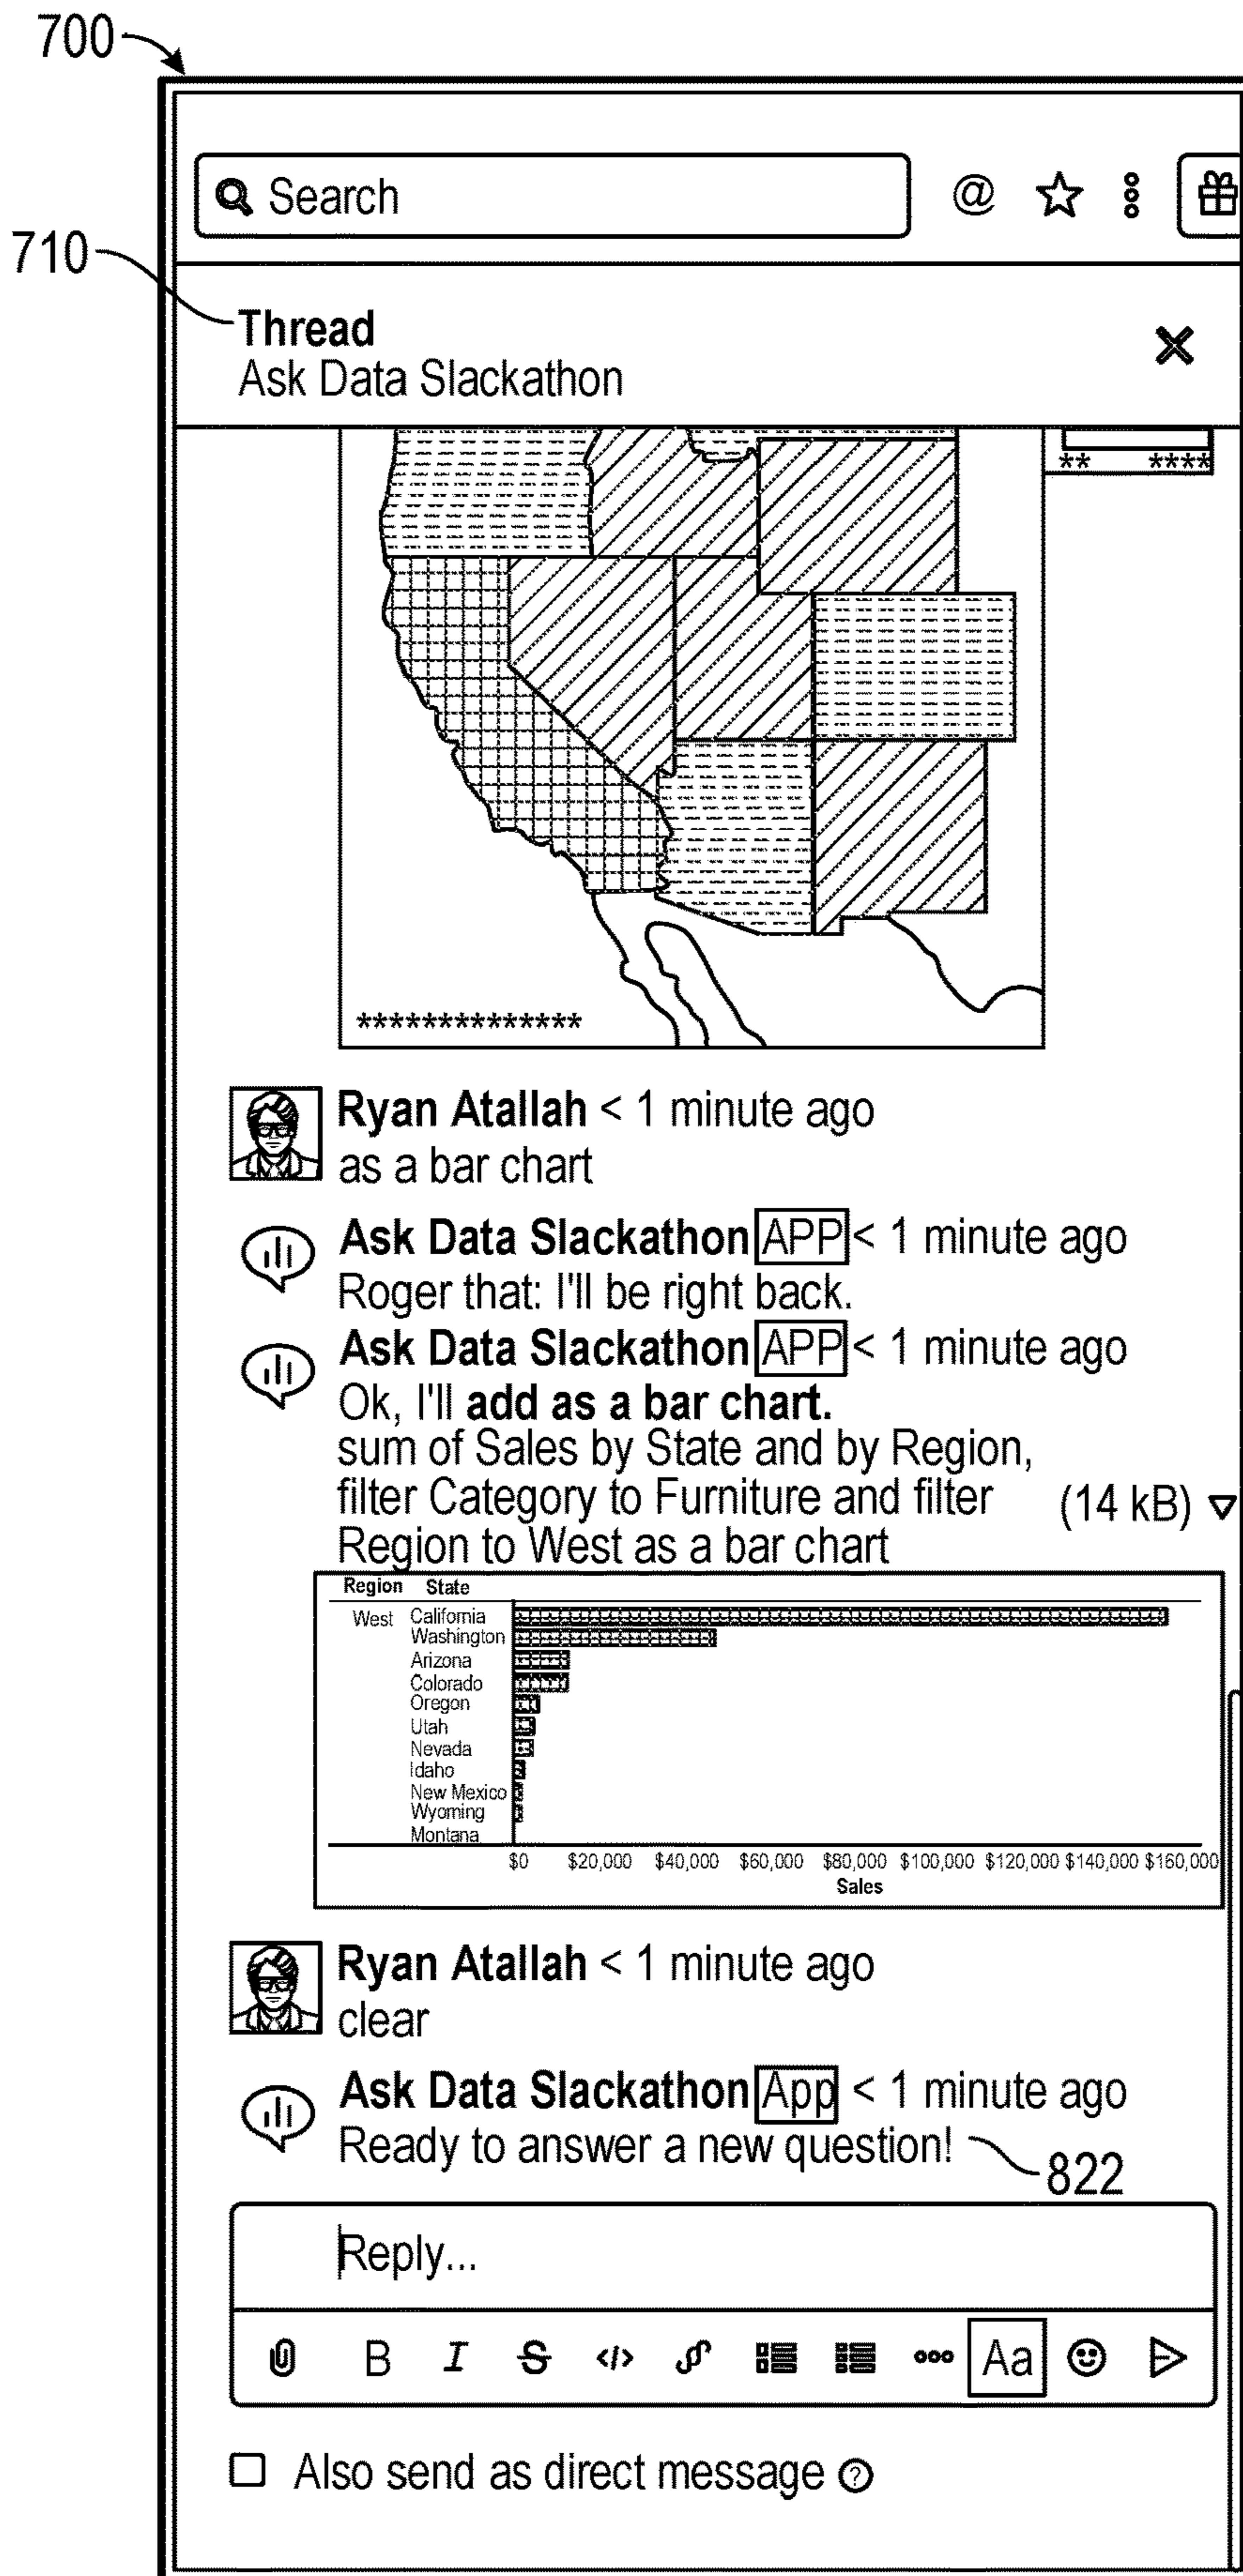 700
Search @
710
Thread
Ask Data Slackathon
** ****
**************
Ryan Atallah < 1 minute ago
as a bar chart
Ask Data Slackathon APP < 1 minute ago
Roger that: I'll be right back.
Ask Data Slackathon APP < 1 minute ago
Ok, I'll add as a bar chart.
sum of Sales by State and by Region,
filter Category to Furniture and filter (14 kB)
Region to West as a bar chart
Region State
West California
Washington
Arizona
Colorado
Oregon
Utah
Nevada
Idaho
New Mexico
Wyoming
Montana
$0 $20,000 $40,000 $60,000 $80,000 $100,000 $120,000 $140,000 $160,000
Sales
Ryan Atallah < 1 minute ago
clear
Ask Data Slackathon App < 1 minute ago
Ready to answer a new question!
822
Reply...
B I S </> Aa
Also send as direct message ?